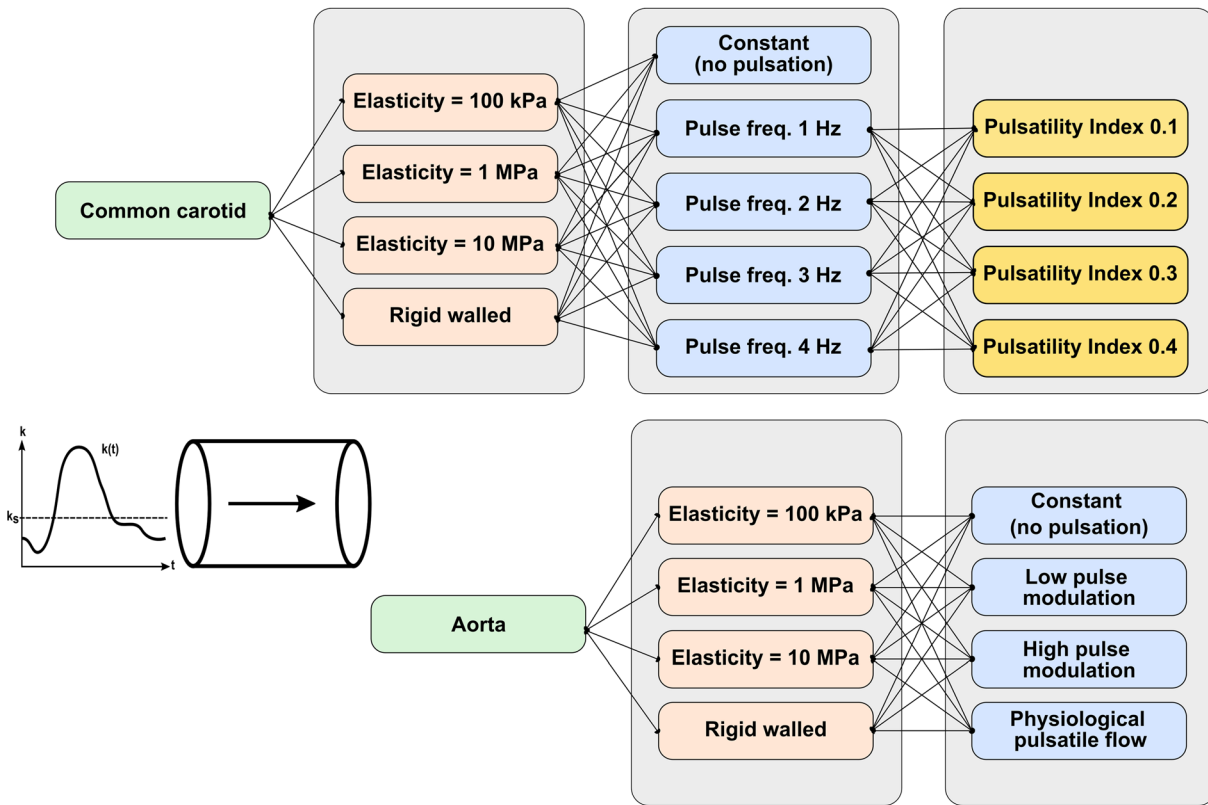 Common carotid
Elasticity = 100 kPa
Elasticity = 1 MPa
Elasticity = 10 MPa
Rigid walled
Constant
(no pulsation)
Pulse freq. 1 Hz
Pulse freq. 2 Hz
Pulse freq. 3 Hz
Pulse freq. 4 Hz
Pulsatility Index 0.1
Pulsatility Index 0.2
Pulsatility Index 0.3
Pulsatility Index 0.4
k
k(t)
ks
t
Aorta
Elasticity = 100 kPa
Elasticity = 1 MPa
Elasticity = 10 MPa
Rigid walled
Constant
(no pulsation)
Low pulse
modulation
High pulse
modulation
Physiological
pulsatile flow